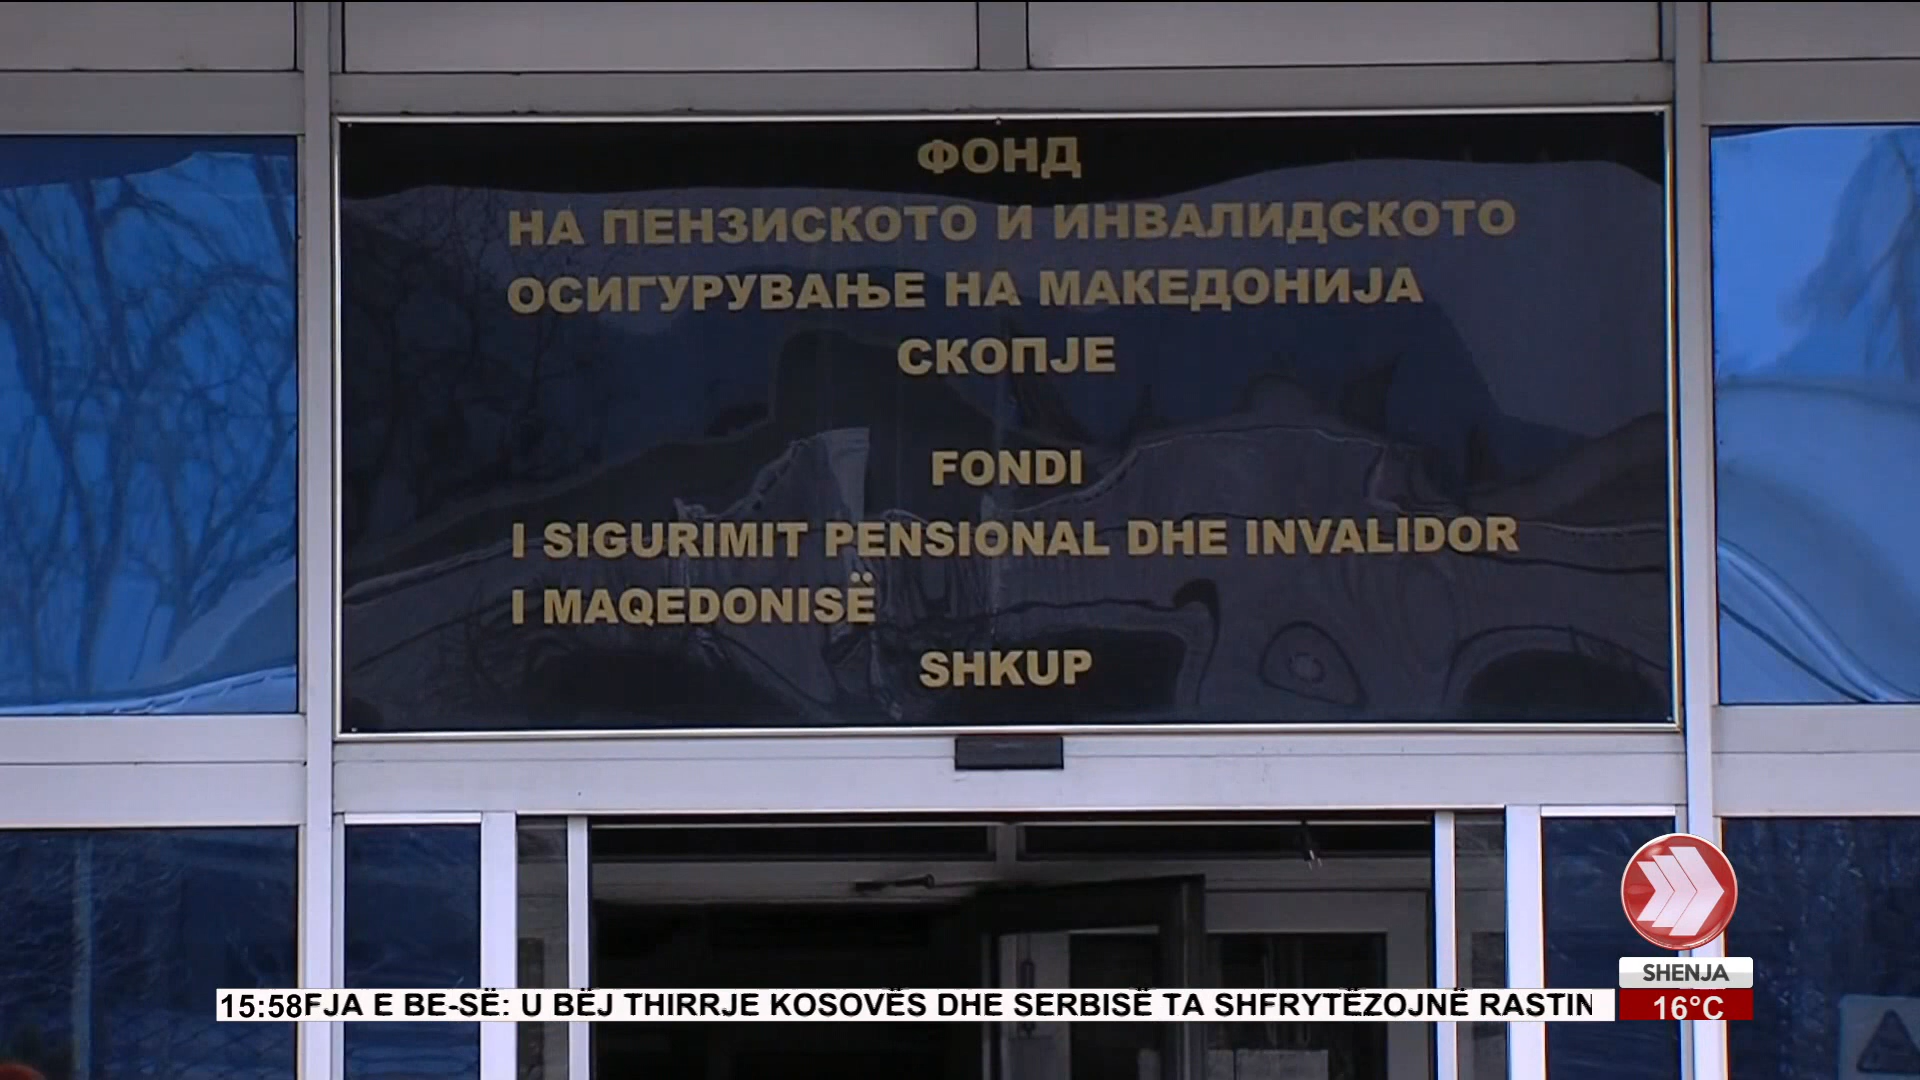 ФОНД
НА ПЕНЗИСКОТО И ИНВАЛИДСКОТО
ОСИГУРУВАЊЕ НА МАКЕДОНИЈА
СКОПЈЕ
FONDI
I SIGURIMIT PENSIONAL DHE INVALIDOR
I MAQEDONISË
SHKUP
SHENJA
16°C
15:58 FJA E BE-SË: U BËJ THIRRJE KOSOVËS DHE SERBISË TA SHFRYTËZOJNË RASTIN